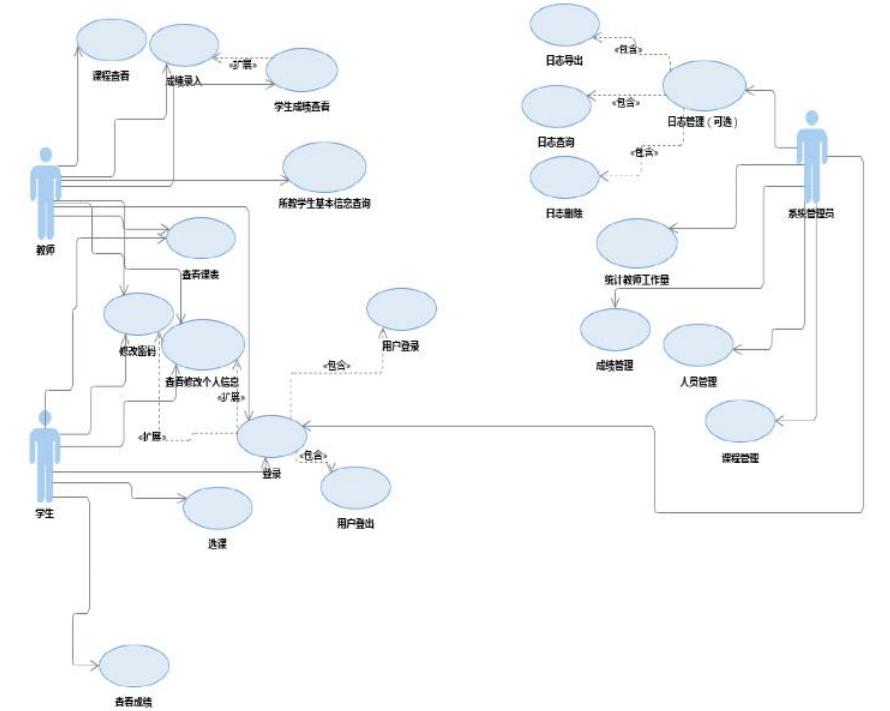 课程查看
成绩录入
«扩展»
学生成绩查看
所教学生基本信息查询
教师
查看课表
修改密码
查看修改个人信息
«扩展»
«扩展»
学生
登录
«包含»
用户登录
«包含»
用户登出
选课
查看成绩
日志导出
«包含»
日志管理（可选）
日志查询
«包含»
«包含»
日志删除
系统管理员
统计教师工作量
成绩管理
人员管理
课程管理